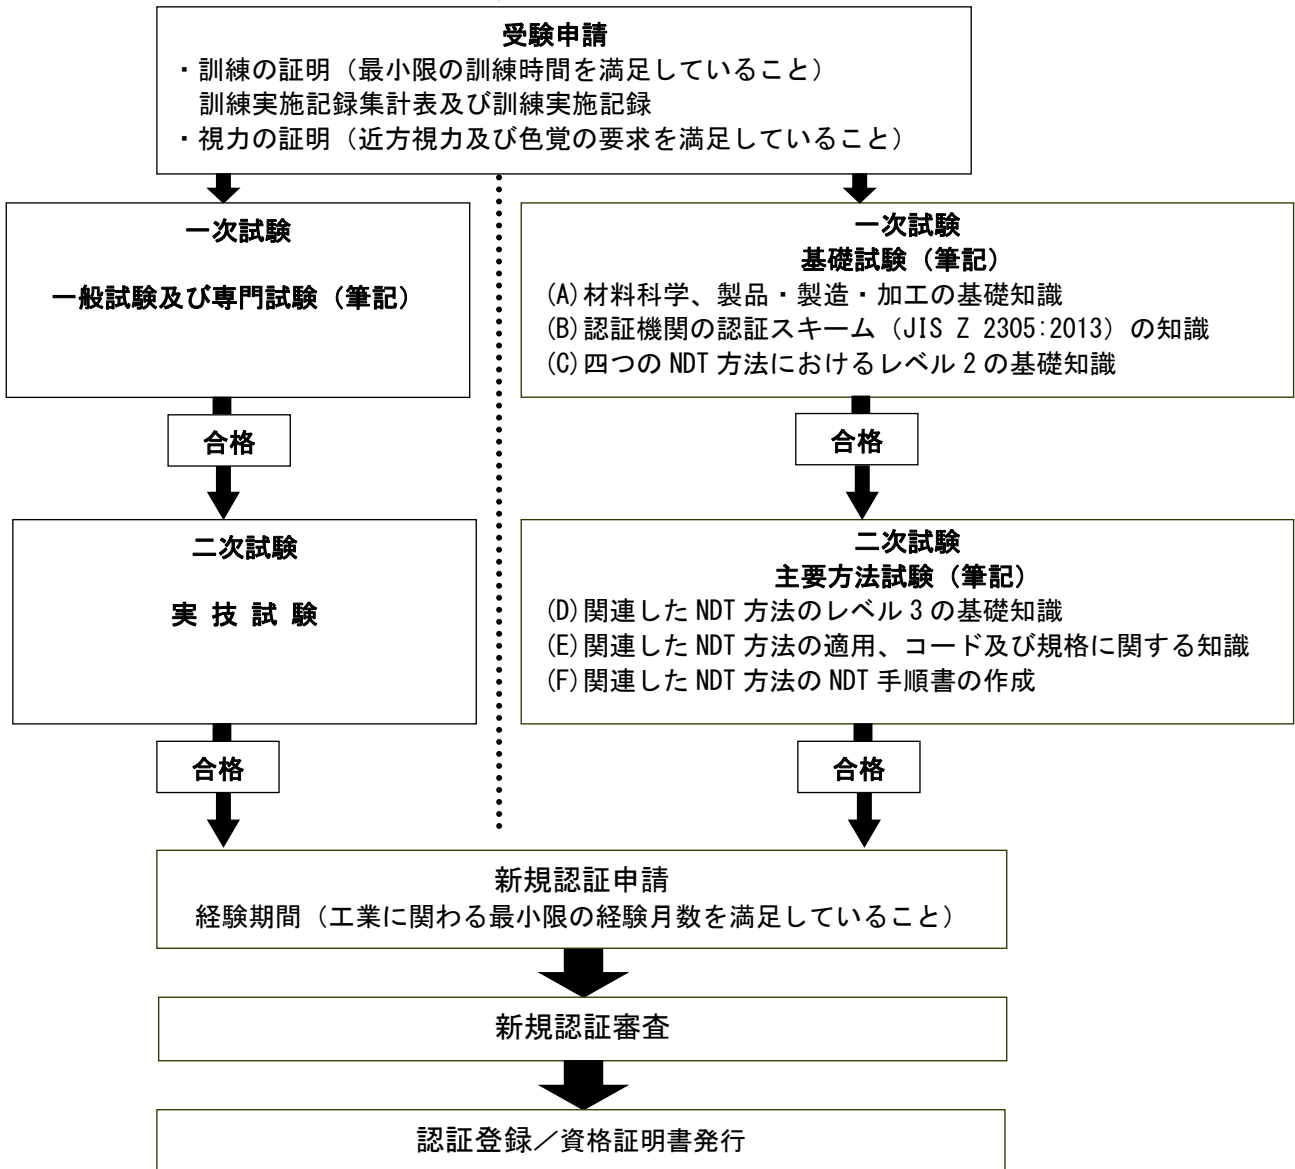 受験申請
・訓練の証明（最小限の訓練時間を満足していること）
訓練実施記録集計表及び訓練実施記録
・視力の証明（近方視力及び色覚の要求を満足していること）
一次試験
一般試験及び専門試験（筆記）
合格
二次試験
実 技 試 験
合格
一次試験
基礎試験（筆記）
(A)材料科学、製品・製造・加工の基礎知識
(B)認証機関の認証スキーム（JIS Z 2305:2013）の知識
(C)四つの NDT 方法におけるレベル 2 の基礎知識
合格
二次試験
主要方法試験（筆記）
(D)関連した NDT 方法のレベル 3 の基礎知識
(E)関連した NDT 方法の適用、コード及び規格に関する知識
(F)関連した NDT 方法の NDT 手順書の作成
合格
新規認証申請
経験期間（工業に関わる最小限の経験月数を満足していること）
新規認証審査
認証登録／資格証明書発行